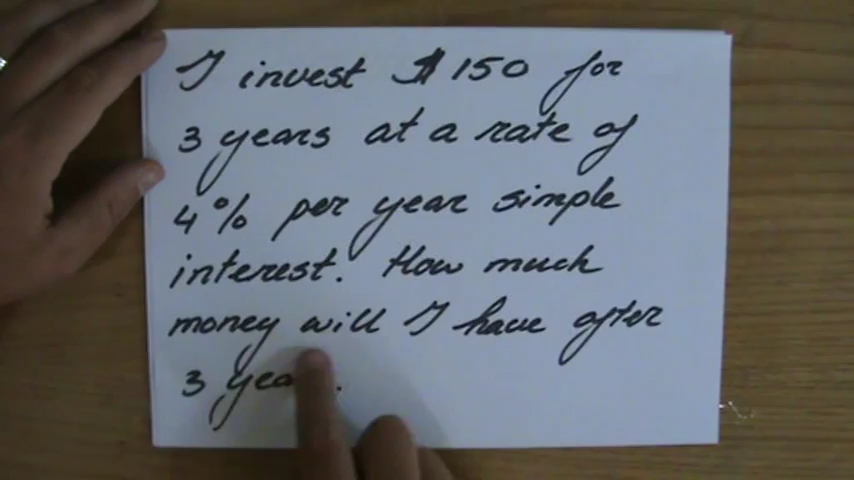 I invest $150 for
3 years at a rate of
4% per year simple
interest. How much
money will I have after
3